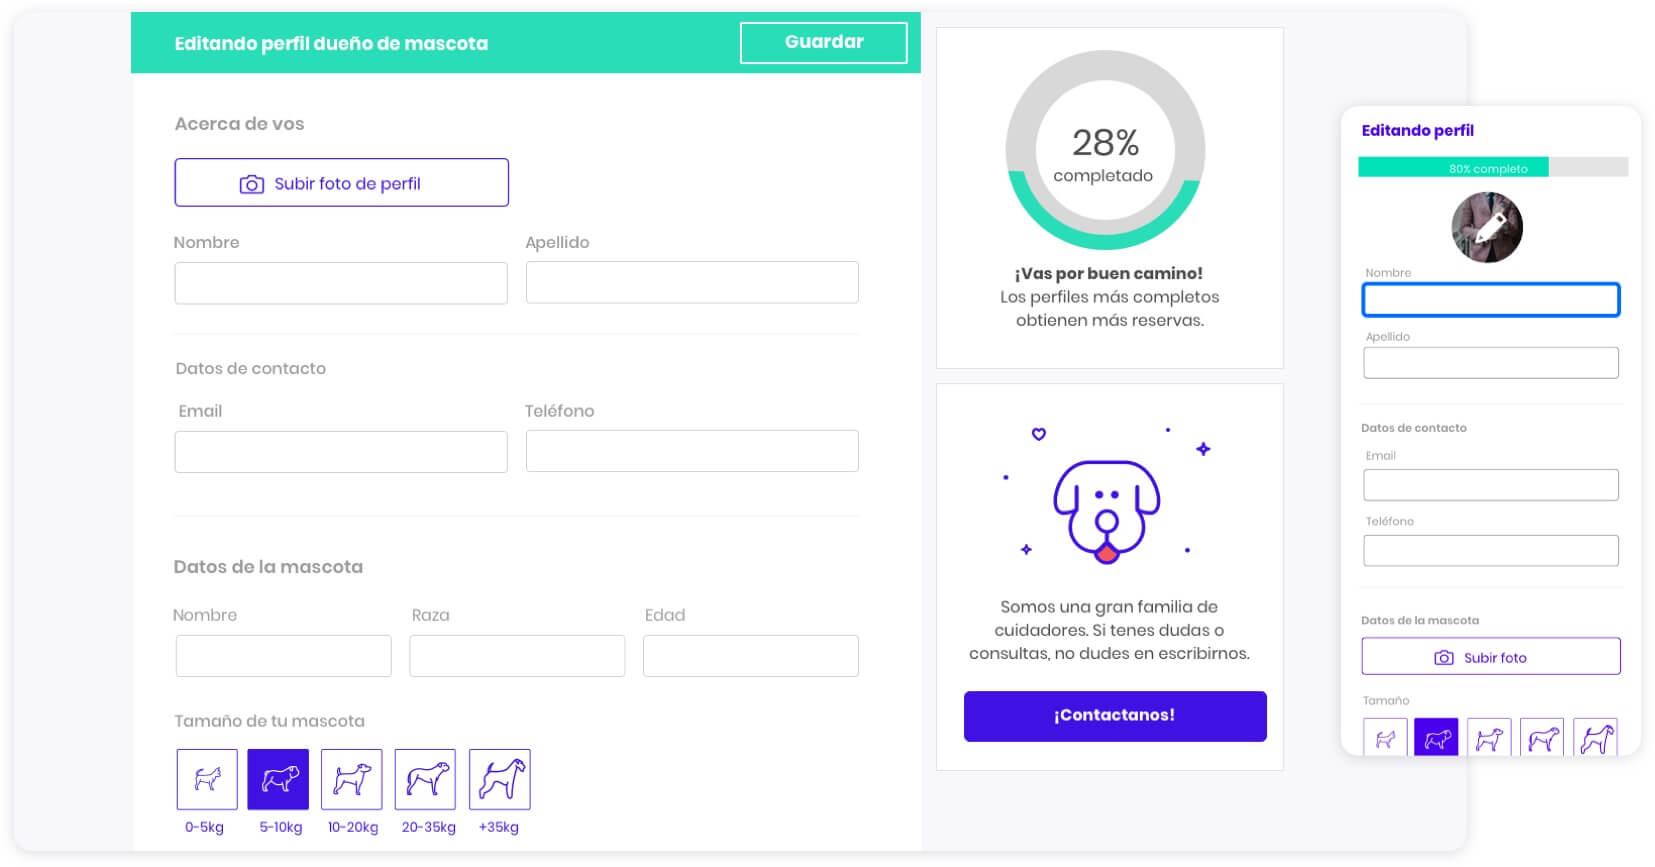 Editando perfil dueño de mascota
Guardar
Acerca de vos
Subir foto de perfil
Nombre
Apellido
Datos de contacto
Email
Teléfono
Datos de la mascota
Nombre
Raza
Edad
Tamaño de tu mascota
0-5kg
5-10kg
10-20kg
20-35kg
+35kg
28%
completado
¡Vas por buen camino!
Los perfiles más completos
obtienen más reservas.
Somos una gran familia de
cuidadores. Si tenes dudas o
consultas, no dudes en escribirnos.
¡Contactanos!
Editando perfil
80% completo
Nombre
Apellido
Datos de contacto
Email
Teléfono
Datos de la mascota
Subir foto
Tamaño